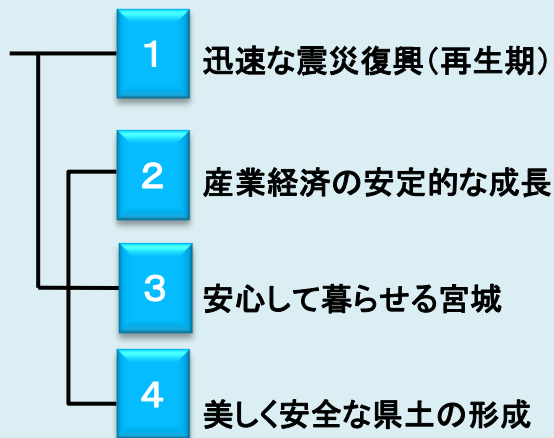 1 迅速な震災復興(再生期)
2 産業経済の安定的な成長
3 安心して暮らせる宮城
4 美しく安全な県土の形成